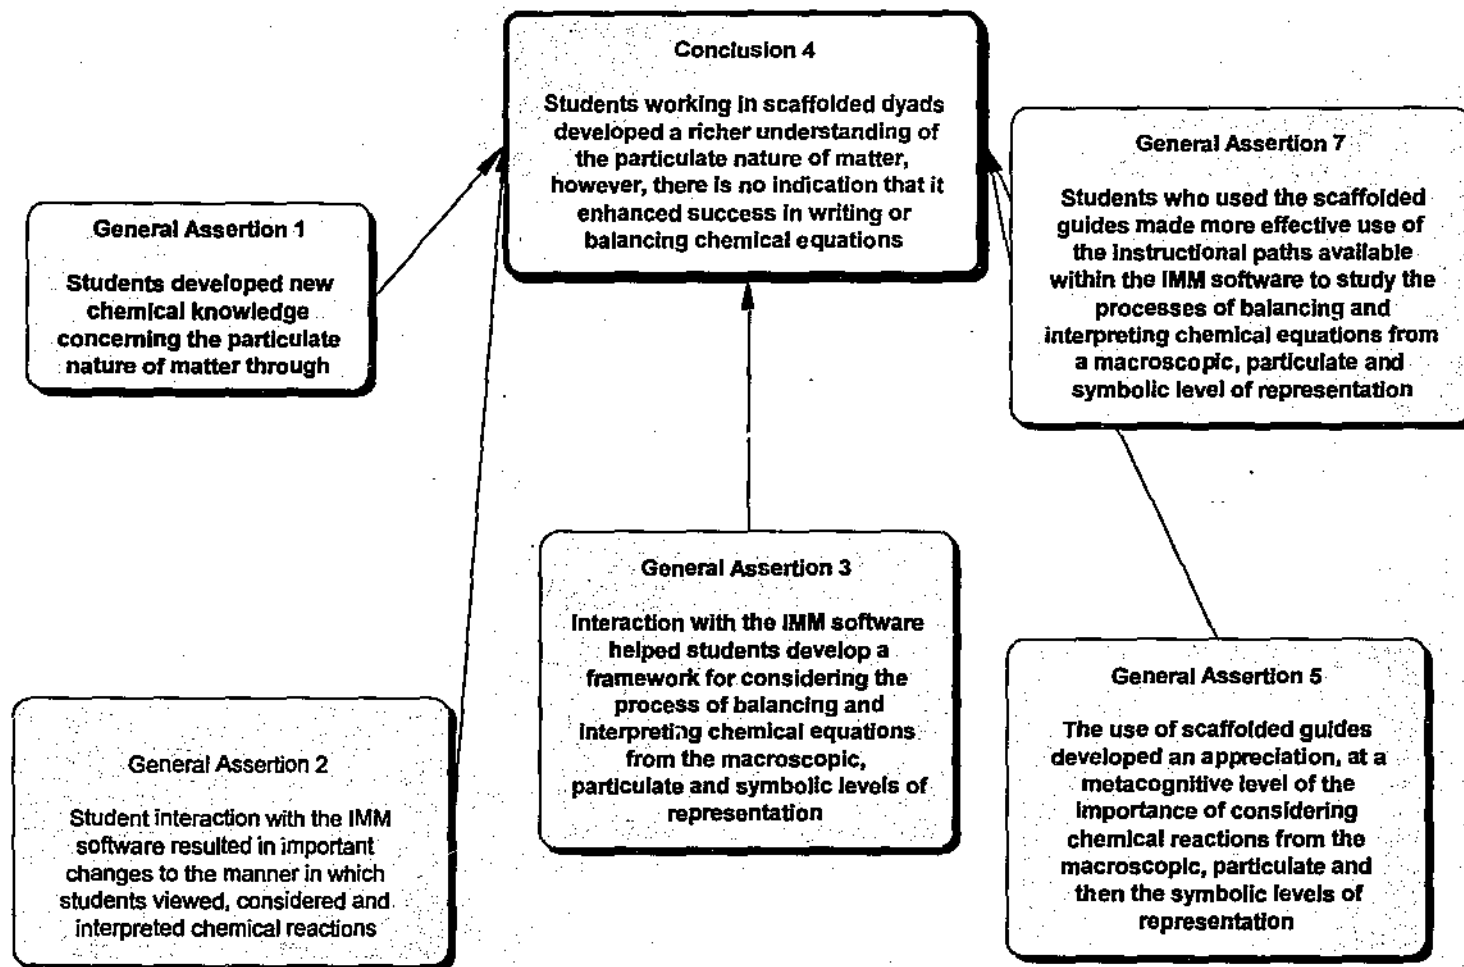 Conclusion 4
Students working in scaffolded dyads
developed a richer understanding of
the particulate nature of matter,
however, there is no indication that it
enhanced success in writing or
balancing chemical equations
General Assertion 1
Students developed new
chemical knowledge
concerning the particulate
nature of matter through
General Assertion 7
Students who used the scaffolded
guides made more effective use of
the instructional paths available
within the IMM software to study the
processes of balancing and
interpreting chemical equations from
a macroscopic, particulate and
symbolic level of representation
General Assertion 3
Interaction with the IMM software
helped students develop a
framework for considering the
process of balancing and
interpreting chemical equations
from the macroscopic,
particulate and symbolic levels of
representation
General Assertion 2
Student interaction with the IMM
software resulted in important
changes to the manner in which
students viewed, considered and
interpreted chemical reactions
General Assertion 5
The use of scaffolded guides
developed an appreciation, at a
metacognitive level of the
importance of considering
chemical reactions from the
macroscopic, particulate and
then the symbolic levels of
representation